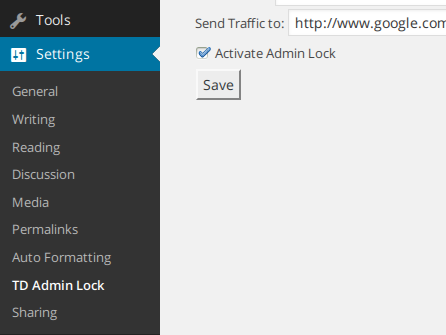 Tools
Settings
General
Writing
Reading
Discussion
Media
Permalinks
Auto Formatting
TD Admin Lock
Sharing
Send Traffic to: http://www.google.com
Activate Admin Lock
Save